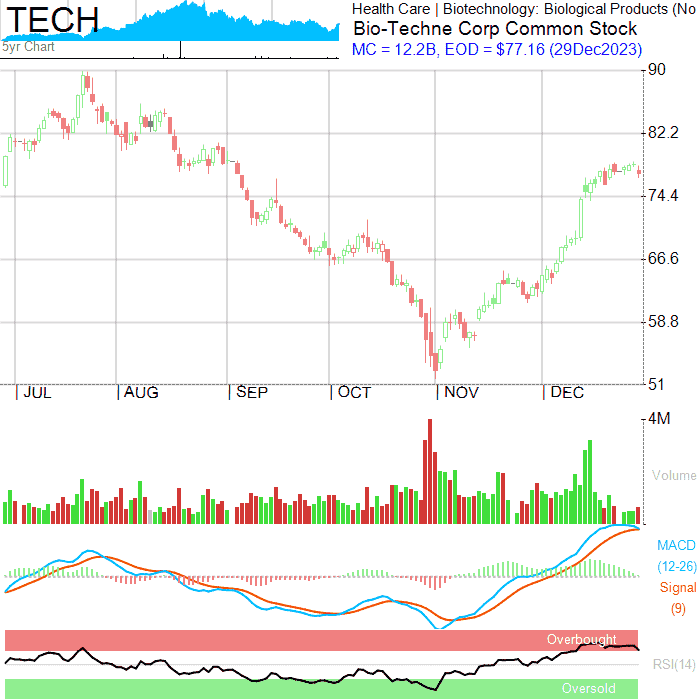 TECH
5yr Chart
Health Care | Biotechnology: Biological Products (No
Bio-Techne Corp Common Stock
MC = 12.2B, EOD = $77.16 (29Dec2023)
90
82.2
74.4
66.6
58.8
51
| JUL | AUG | SEP | OCT | NOV | DEC
4M
Volume
MACD
(12-26)
Signal
(9)
Overbought
RSI(14)
Oversold